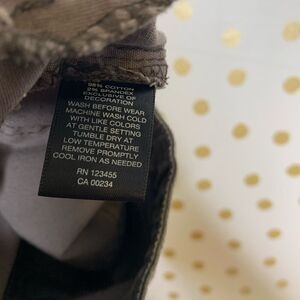 98% COTTON
2% SPANDEX
EXCLUSIVE OF
DECORATION
WASH BEFORE WEAR
MACHINE WASH COLD
WITH LIKE COLORS
AT GENTLE SETTING
TUMBLE DRY AT
LOW TEMPERATURE
REMOVE PROMPTLY
COOL IRON AS NEEDED
RN 123455
CA 00234